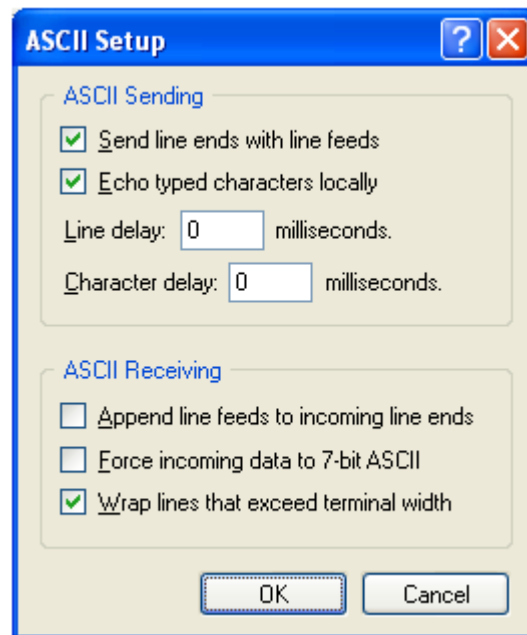 ASCII Setup
ASCII Sending
Send line ends with line feeds
Echo typed characters locally
Line delay: 0 milliseconds.
Character delay: 0 milliseconds.
ASCII Receiving
Append line feeds to incoming line ends
Force incoming data to 7-bit ASCII
Wrap lines that exceed terminal width
OK Cancel